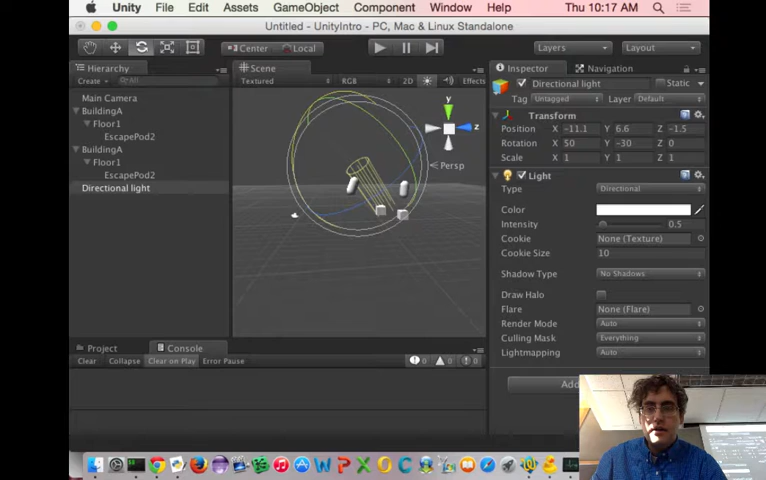 Unity File Edit Assets GameObject Component Window Help Thu 10:17 AM
Untitled - UnityIntro - PC, Mac & Linux Standalone
Center Local Layers Layout
Hierarchy
Create All
Main Camera
BuildingA
Floor1
EscapePod2
BuildingA
Floor1
EscapePod2
Directional light
Scene
Textured RGB 2D Effects
y
z
Persp
Inspector Navigation
Directional light Static
Tag Untagged Layer Default
Transform
Position X -11.1 Y 6.6 Z -1.5
Rotation X 50 Y -30 Z 0
Scale X 1 Y 1 Z 1
Light
Type Directional
Color
Intensity 0.5
Cookie None (Texture)
Cookie Size 10
Shadow Type No Shadows
Draw Halo
Flare None (Flare)
Render Mode Auto
Culling Mask Everything
Lightmapping Auto
Add
Project Console
Clear Collapse Clear on Play Error Pause 0 0 0